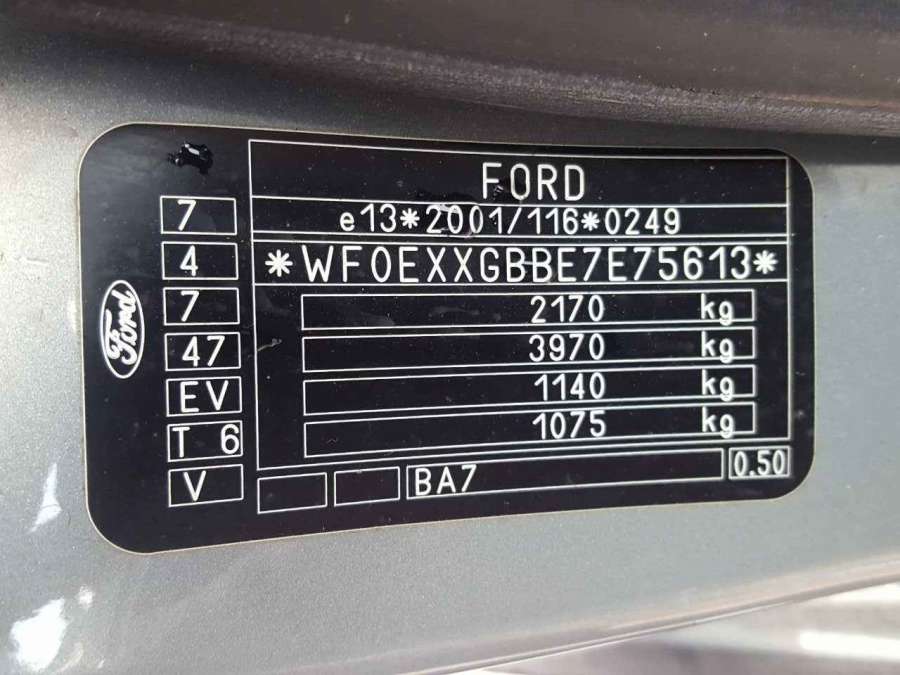 FORD
e13*2001/116*0249
*WF0EXXGBBE7E75613*
2170 kg
3970 kg
1140 kg
1075 kg
BA7
0.50
7
4
7
47
EV
T 6
V
Ford